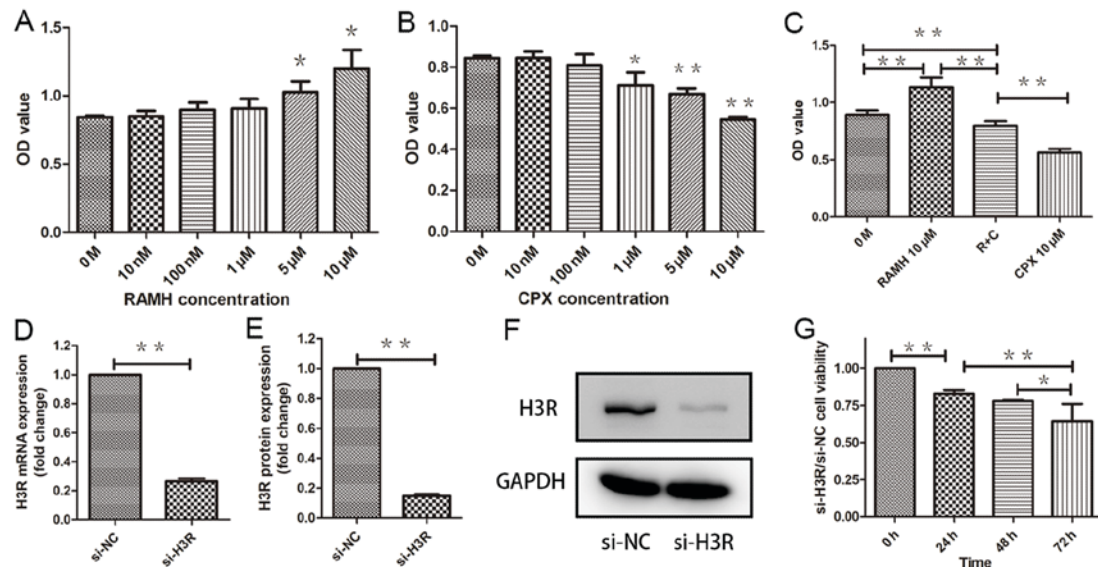 A
OD value
1.5
1.0
0.5
0.0
*
*
0 M
10 nM
100 nM
1 µM
5 µM
10 µM
RAMH concentration
B
OD value
1.0
0.8
0.6
0.4
0.2
0.0
*
* *
* *
0 M
10 nM
100 nM
1 µM
5 µM
10 µM
CPX concentration
C
OD value
1.5
1.0
0.5
0.0
* *
* *
* *
* *
0 M
RAMH 10 µM
R+C
CPX 10 µM
D
H3R mRNA expression
(fold change)
1.2
1.0
0.8
0.6
0.4
0.2
0.0
* *
si-NC
si-H3R
E
H3R protein expression
(fold change)
1.2
1.0
0.8
0.6
0.4
0.2
0.0
* *
si-NC
si-H3R
F
H3R
GAPDH
si-NC si-H3R
G
si-H3R/si-NC cell viability
1.00
0.75
0.50
0.25
0.00
* *
* *
*
0 h
24 h
48 h
72 h
Time